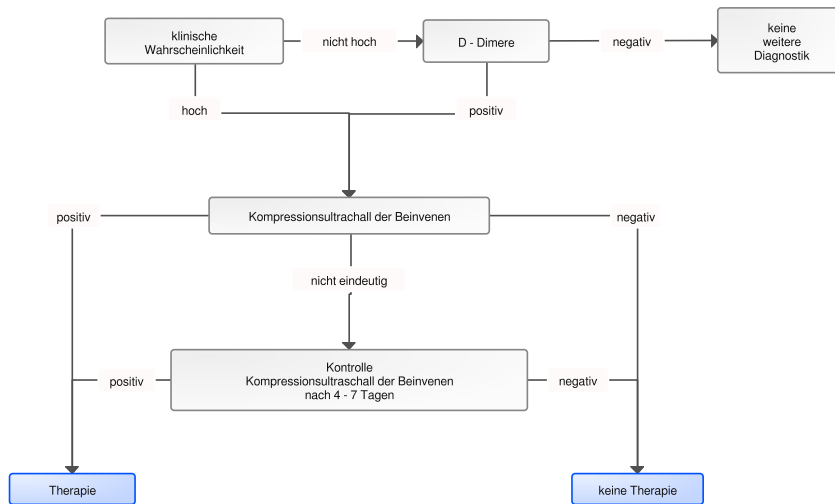 klinische
Wahrscheinlichkeit
nicht hoch
D - Dimere
negativ
keine
weitere
Diagnostik
hoch
positiv
positiv
Kompressionsultrachall der Beinvenen
negativ
nicht eindeutig
Kontrolle
Kompressionsultraschall der Beinvenen
nach 4 - 7 Tagen
positiv
negativ
Therapie
keine Therapie